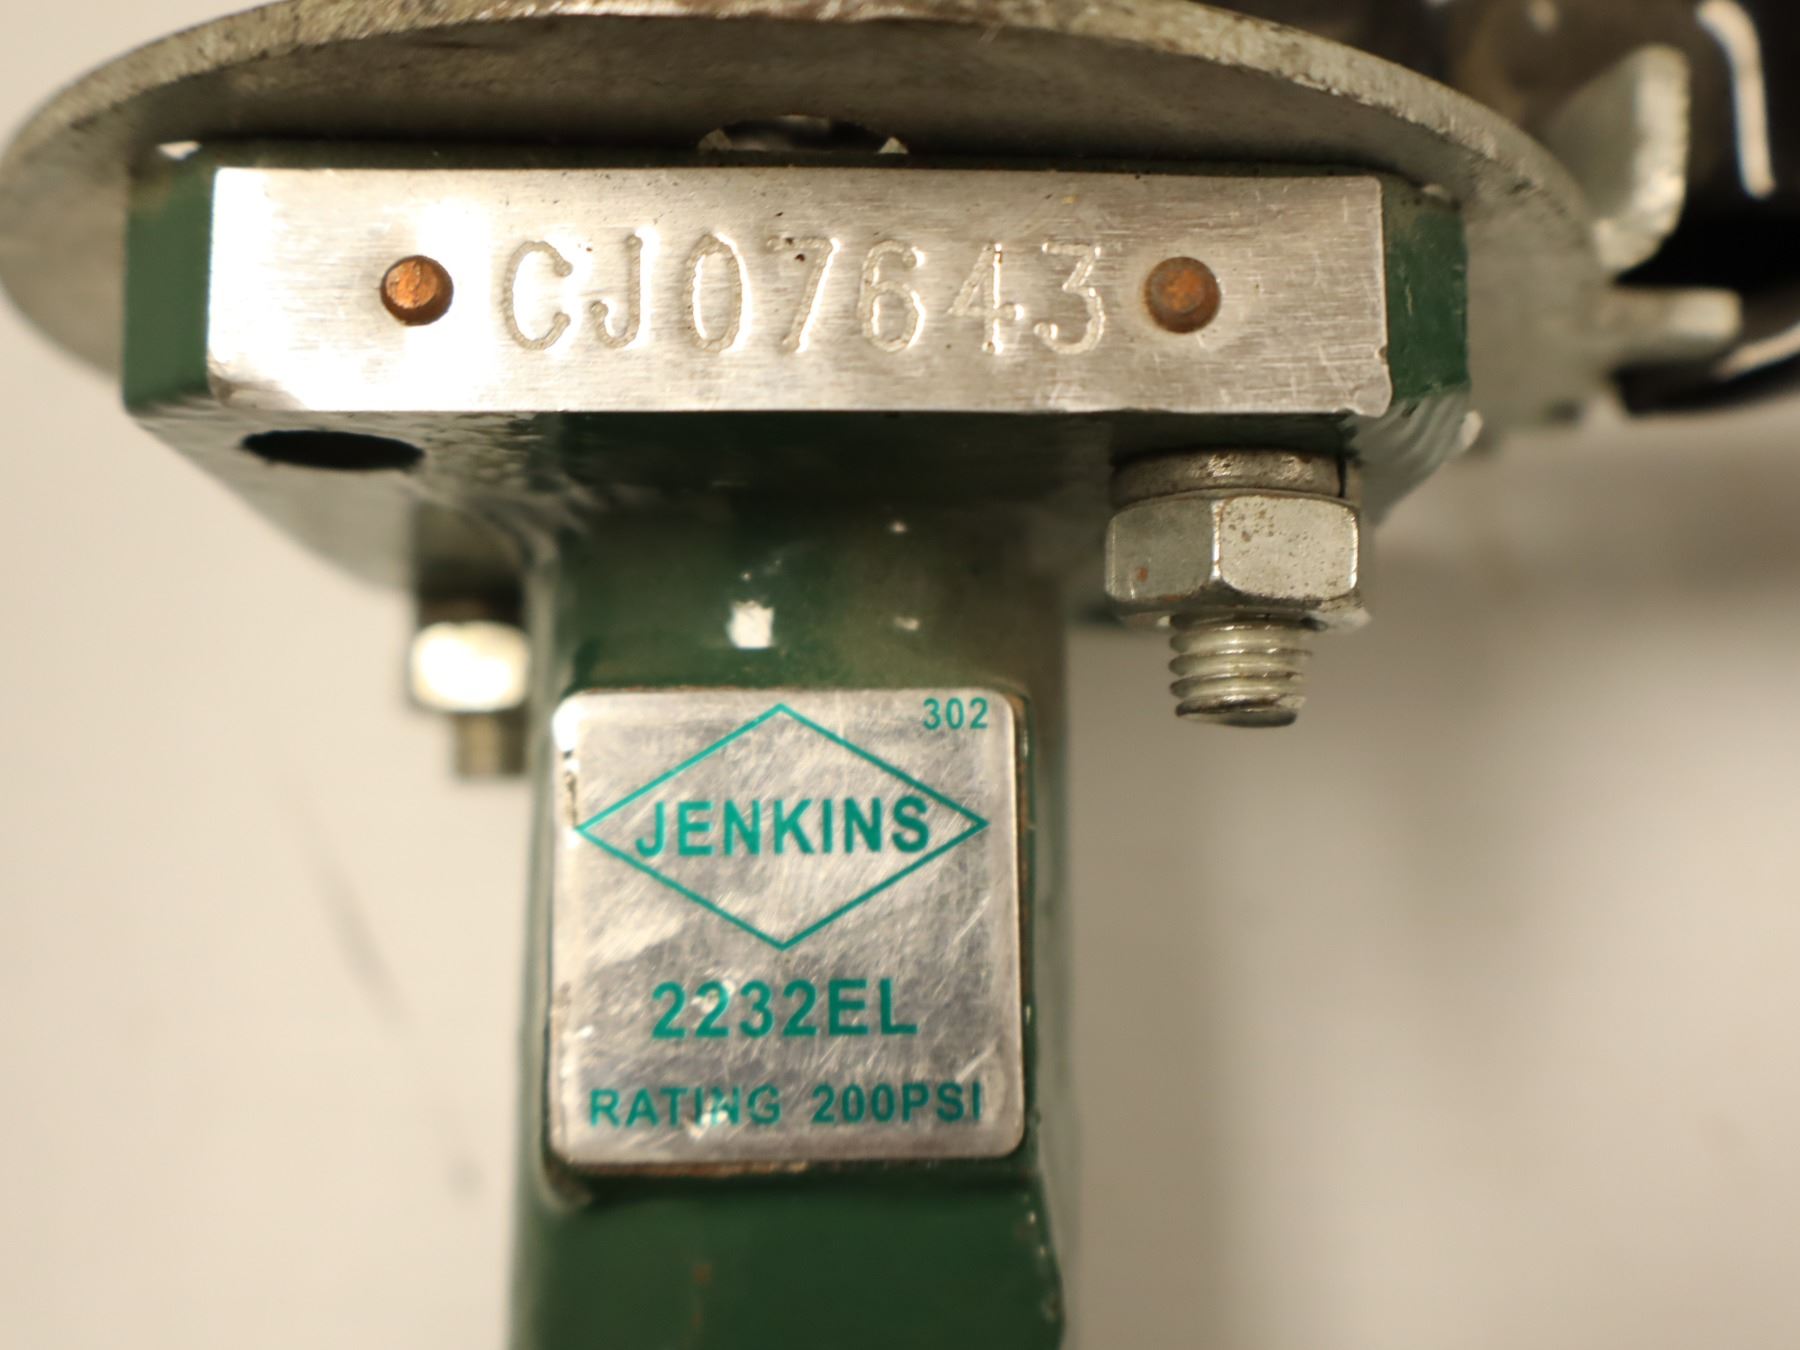 CJ07643
302
JENKINS
2232EL
RATING 200PSI